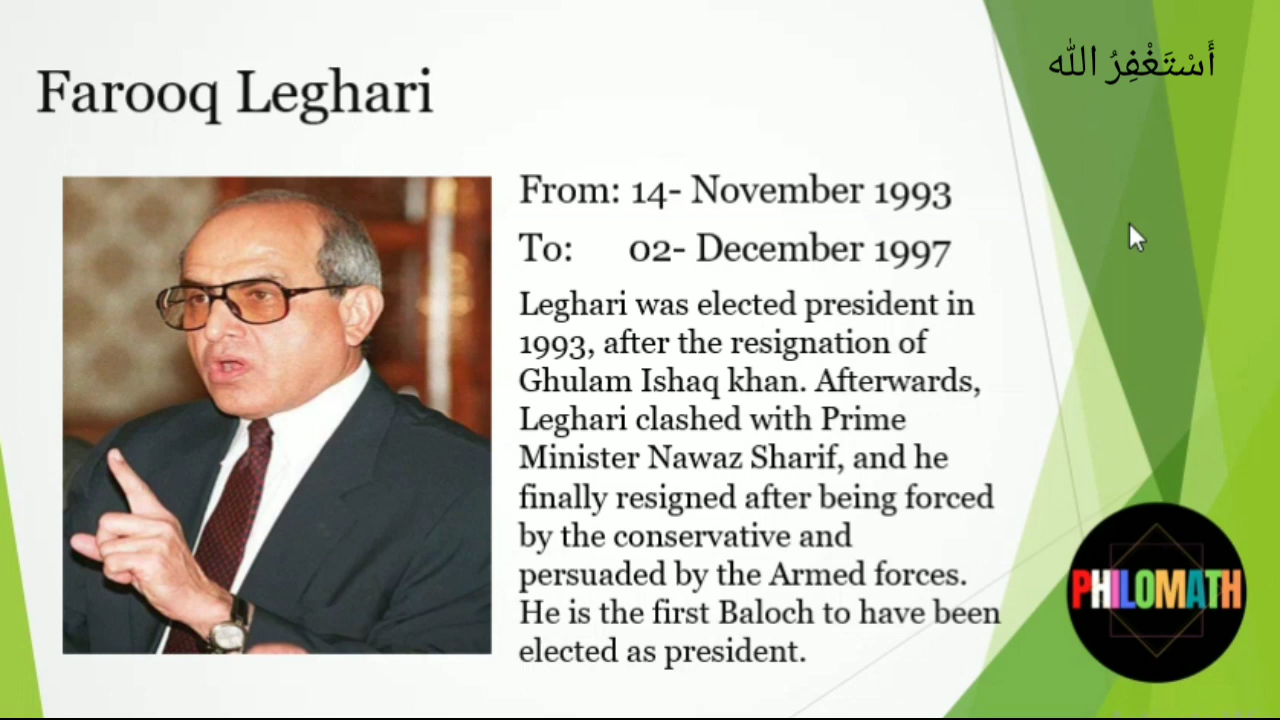 أَسْتَغْفِرُ الله
Farooq Leghari
From: 14- November 1993
To: 02- December 1997
Leghari was elected president in
1993, after the resignation of
Ghulam Ishaq khan. Afterwards,
Leghari clashed with Prime
Minister Nawaz Sharif, and he
finally resigned after being forced
by the conservative and
persuaded by the Armed forces.
He is the first Baloch to have been
elected as president.
PHILOMATH